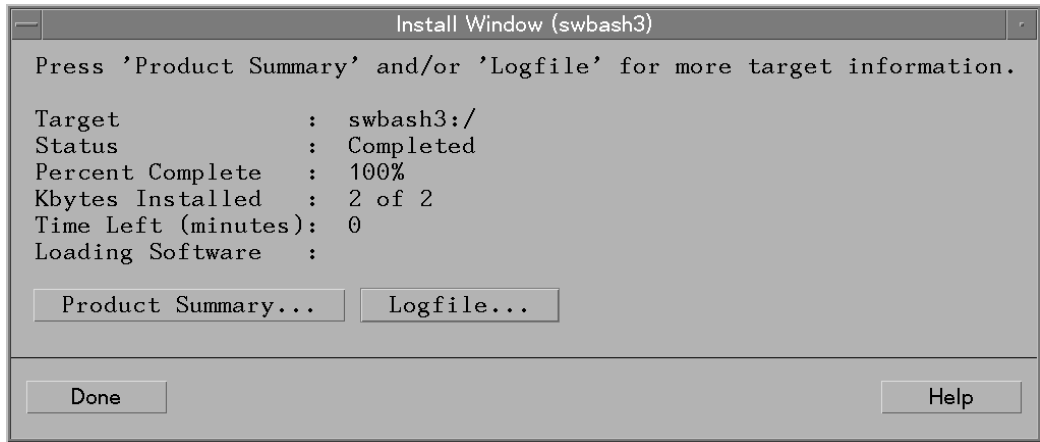 Install Window (swbash3)
Press 'Product Summary' and/or 'Logfile' for more target information.
Target : swbash3:/
Status : Completed
Percent Complete : 100%
Kbytes Installed : 2 of 2
Time Left (minutes): 0
Loading Software :
Product Summary... Logfile...
Done Help